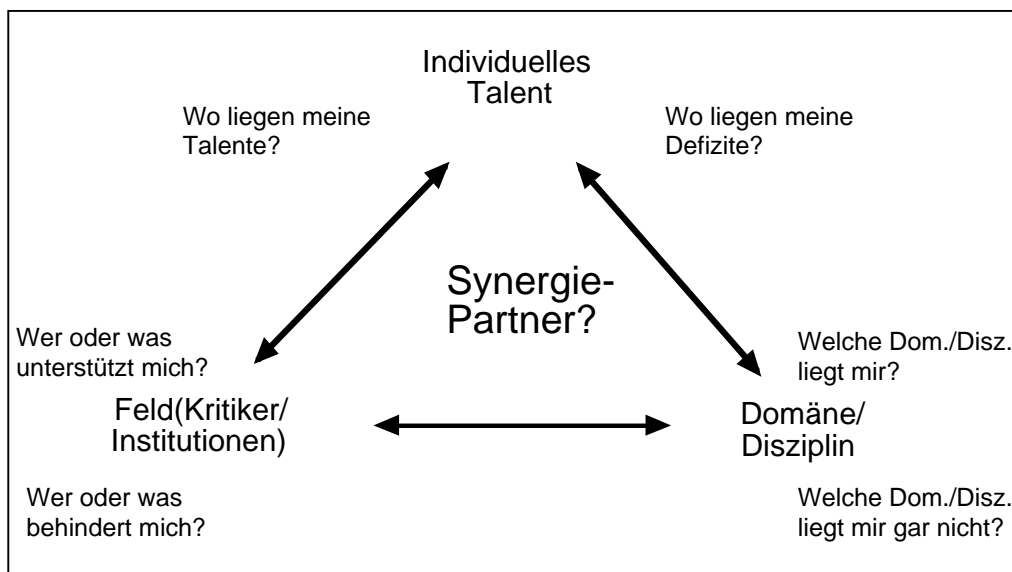 Individuelles
Talent
Wo liegen meine
Talente?
Wo liegen meine
Defizite?
Synergie-
Partner?
Wer oder was
unterstützt mich?
Welche Dom./Disz.
liegt mir?
Feld(Kritiker/
Institutionen)
Domäne/
Disziplin
Wer oder was
behindert mich?
Welche Dom./Disz.
liegt mir gar nicht?